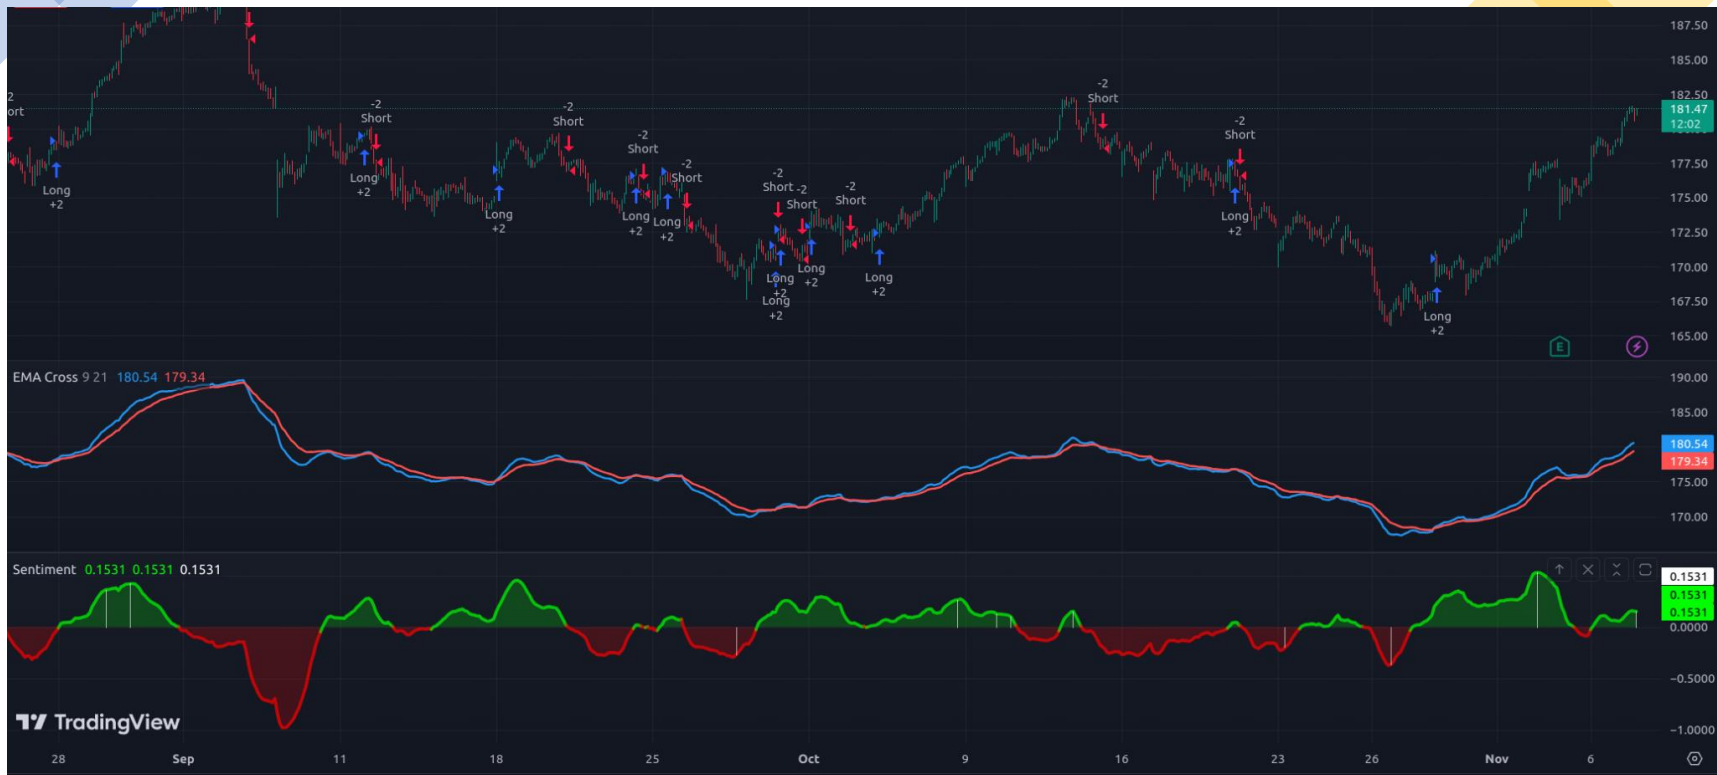 187.50
185.00
182.50
181.47
12:02
177.50
175.00
172.50
170.00
167.50
165.00
2
ort
Long
+2
-2
Short
Long
+2
Long
+2
-2
Short
-2
Short
Long
+2
-2
Short
Long
+2
-2
Short
Long
+2
Long
+2
-2
Short
Long
+2
-2
Short
Long
+2
-2
Short
-2
Short
Long
+2
Long
+2
E
EMA Cross 9 21 180.54 179.34
190.00
185.00
180.54
179.34
175.00
170.00
Sentiment 0.1531 0.1531 0.1531
0.1531
0.1531
0.1531
0.0000
−0.5000
−1.0000
TradingView
28 Sep 11 18 25 Oct 9 16 23 26 Nov 6